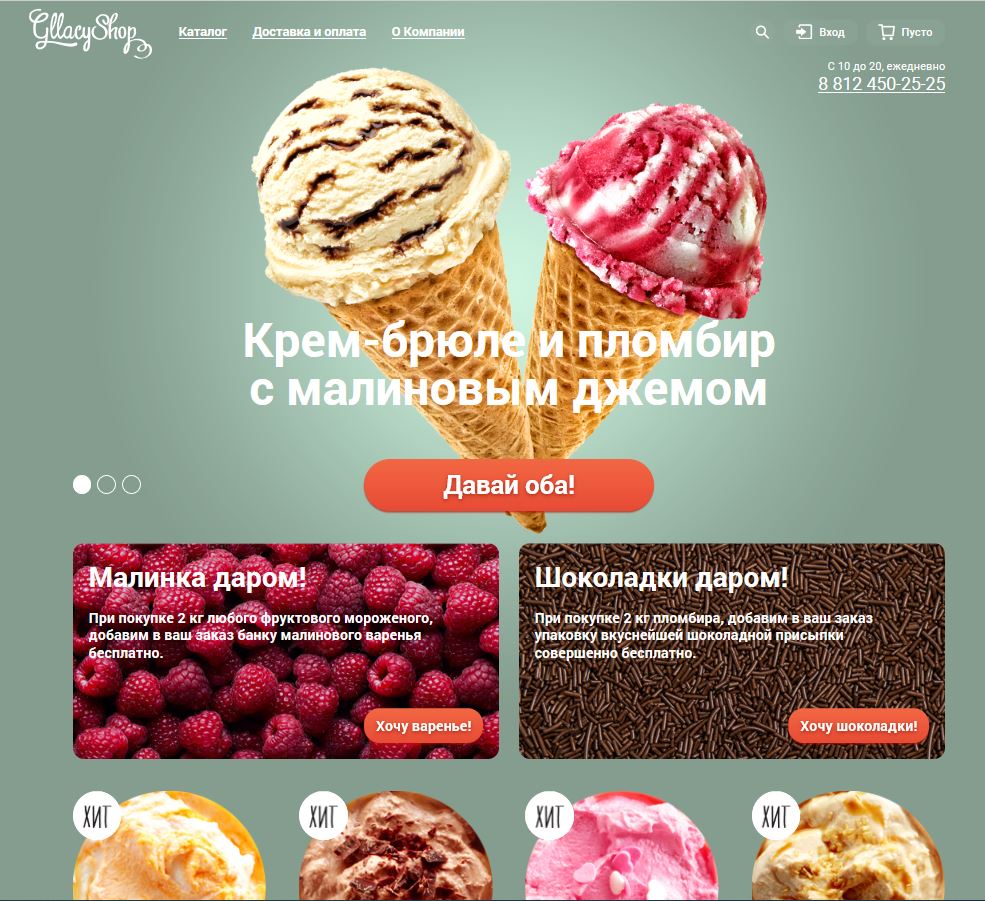 GllacyShop
Каталог
Доставка и оплата
О Компании
Вход
Пусто
С 10 до 20, ежедневно
8 812 450-25-25
Крем-брюле и пломбир
с малиновым джемом
Давай оба!
Малинка даром!
При покупке 2 кг любого фруктового мороженого,
добавим в ваш заказ банку малинового варенья
бесплатно.
Хочу варенье!
Шоколадки даром!
При покупке 2 кг пломбира, добавим в ваш заказ
упаковку вкуснейшей шоколадной присыпки
совершенно бесплатно.
Хочу шоколадки!
ХИТ
ХИТ
ХИТ
ХИТ